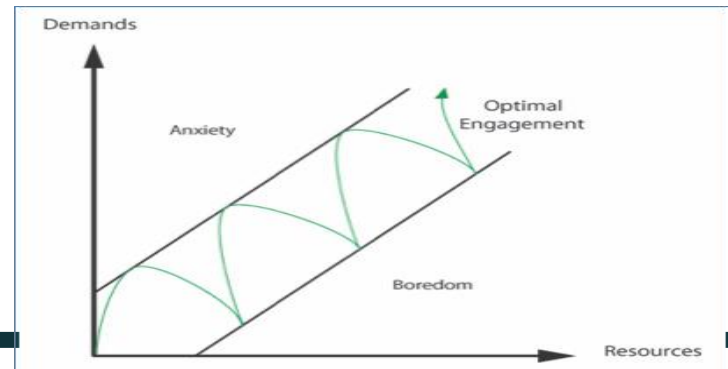 Demands
Anxiety
Optimal
Engagement
Boredom
Resources